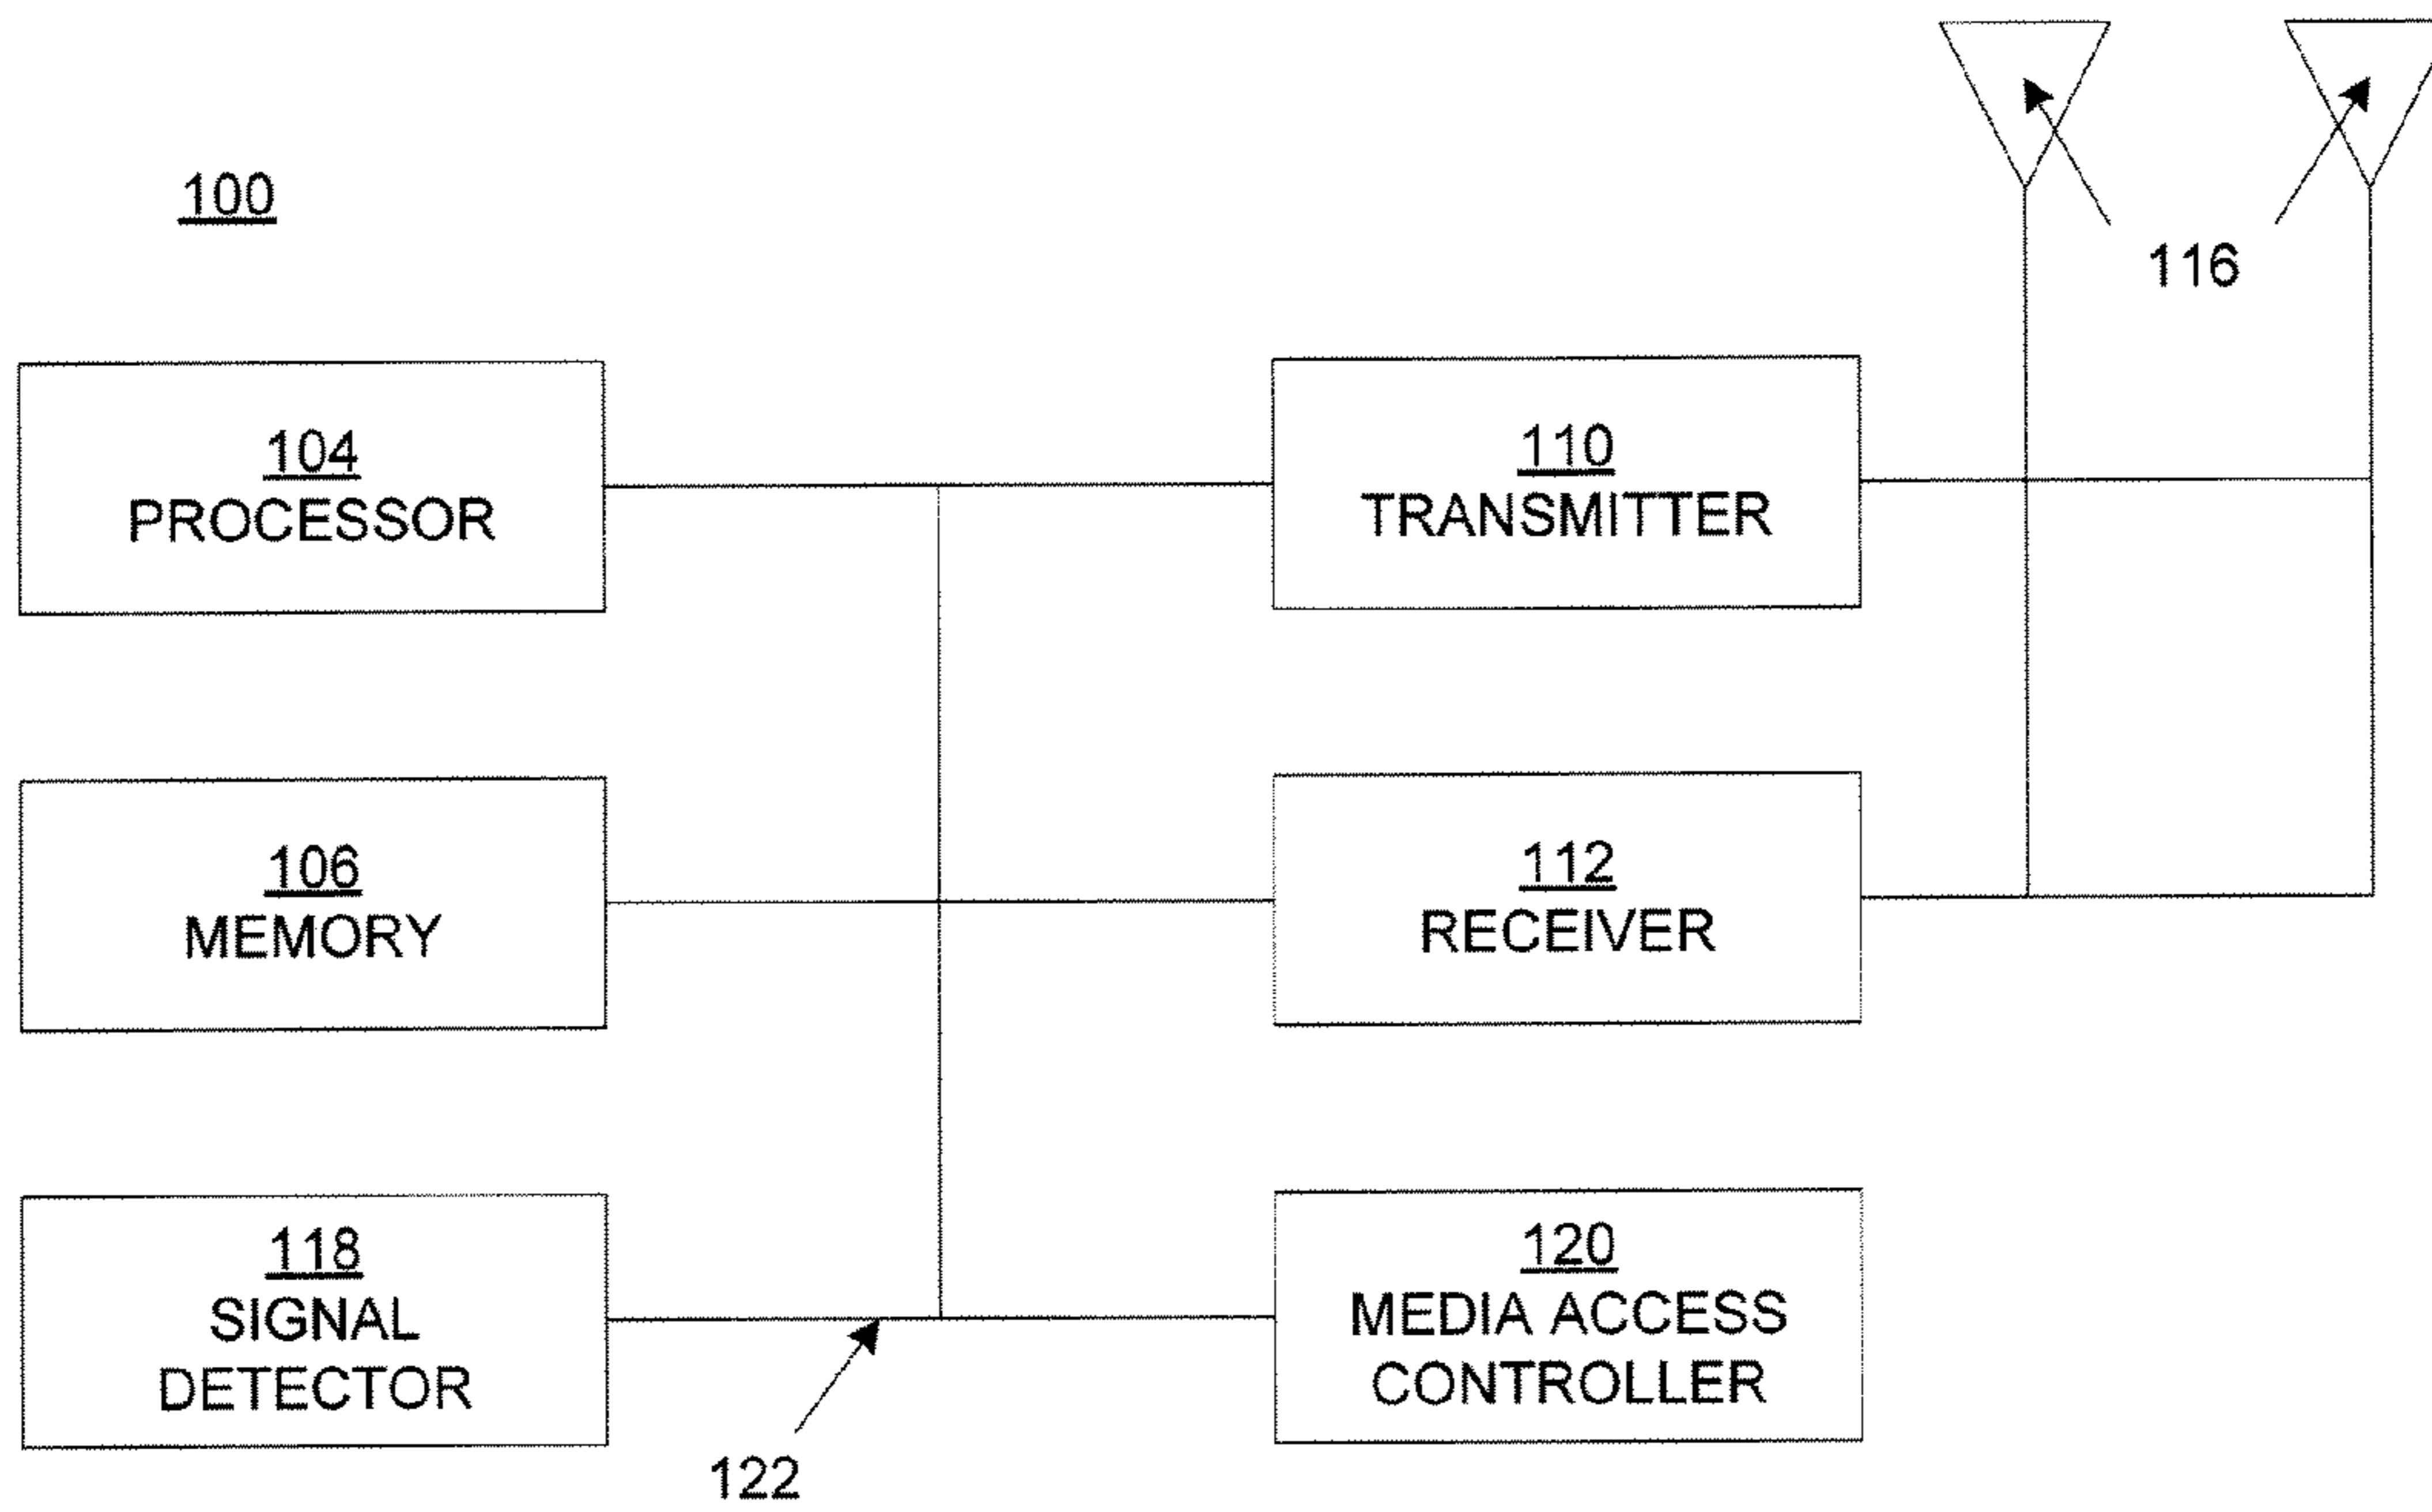 100
116
104
PROCESSOR
110
TRANSMITTER
106
MEMORY
112
RECEIVER
118
SIGNAL
DETECTOR
120
MEDIA ACCESS
CONTROLLER
122